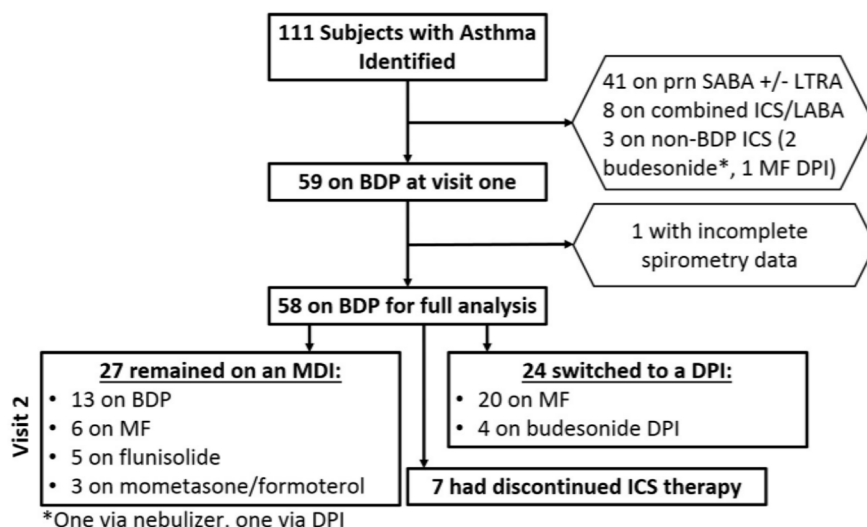 111 Subjects with Asthma
Identified
41 on prn SABA +/- LTRA
8 on combined ICS/LABA
3 on non-BDP ICS (2
budesonide*, 1 MF DPI)
59 on BDP at visit one
1 with incomplete
spirometry data
58 on BDP for full analysis
Visit 2
27 remained on an MDI:
• 13 on BDP
• 6 on MF
• 5 on flunisolide
• 3 on mometasone/formoterol
24 switched to a DPI:
• 20 on MF
• 4 on budesonide DPI
7 had discontinued ICS therapy
*One via nebulizer, one via DPI